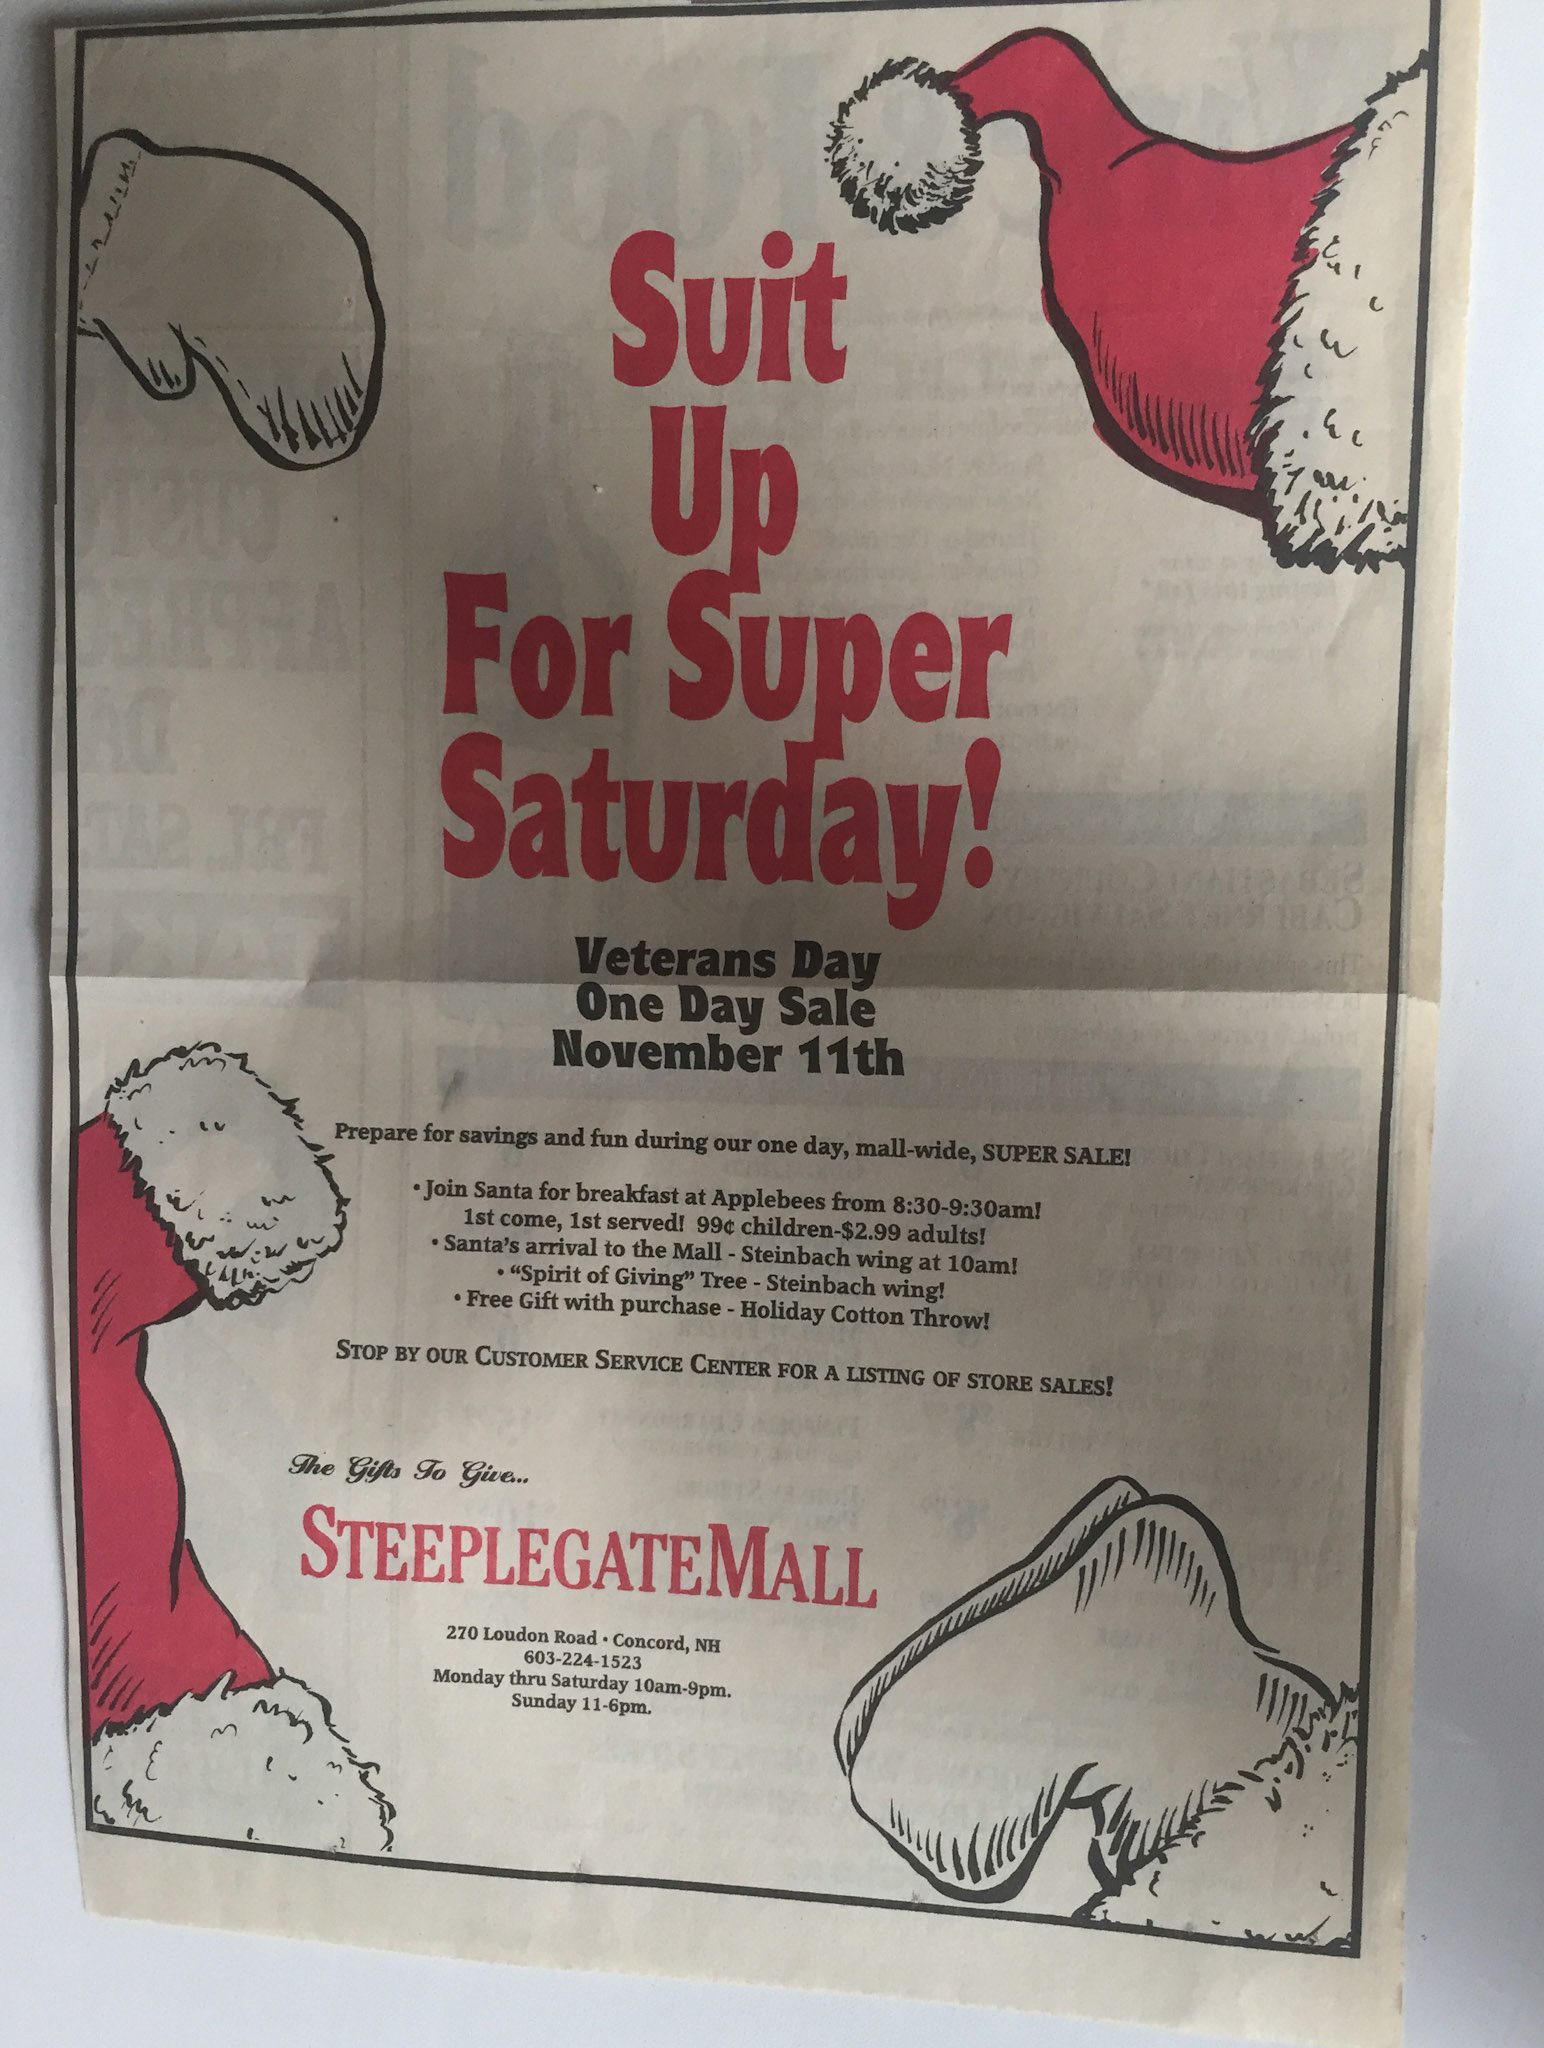 Suit
Up
For Super
Saturday!
Veterans Day
One Day Sale
November 11th
Prepare for savings and fun during our one day, mall-wide, SUPER SALE!
• Join Santa for breakfast at Applebees from 8:30-9:30am!
1st come, 1st served! 99¢ children-$2.99 adults!
• Santa's arrival to the Mall - Steinbach wing at 10am!
• “Spirit of Giving” Tree - Steinbach wing!
• Free Gift with purchase - Holiday Cotton Throw!
STOP BY OUR CUSTOMER SERVICE CENTER FOR A LISTING OF STORE SALES!
The Gifts To Give...
STEEPLEGATEMALL
270 Loudon Road • Concord, NH
603-224-1523
Monday thru Saturday 10am-9pm.
Sunday 11-6pm.